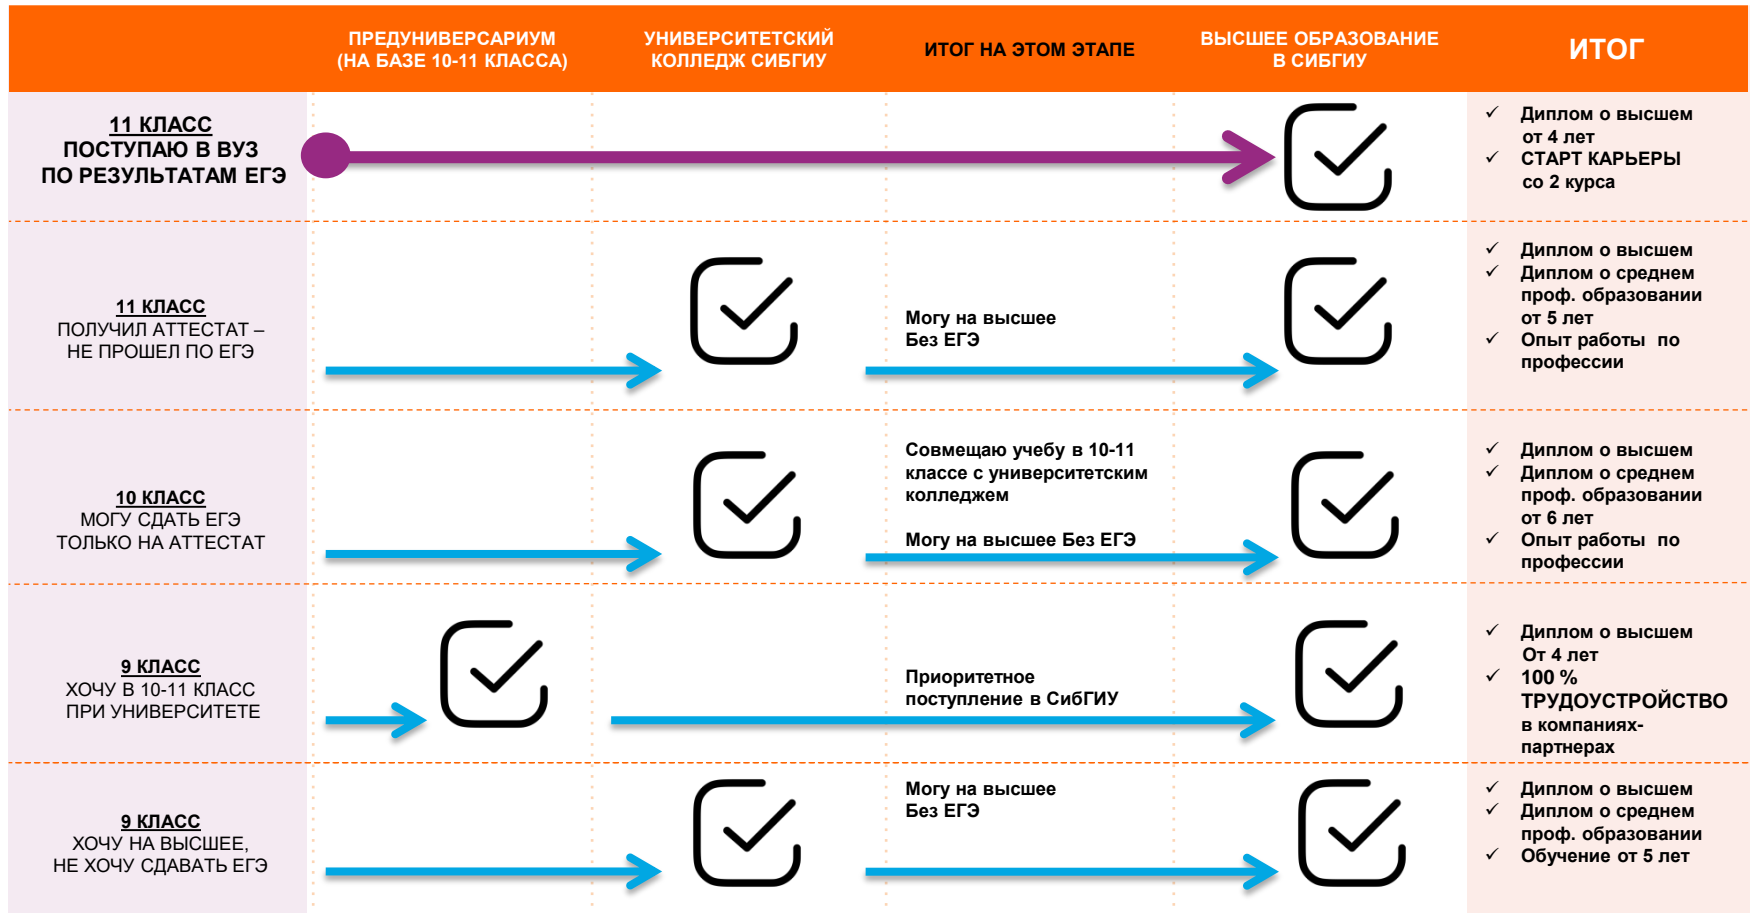 ПРЕДУНИВЕРСАРИУМ
(НА БАЗЕ 10-11 КЛАССА)
УНИВЕРСИТЕТСКИЙ
КОЛЛЕДЖ СИБГИУ
ИТОГ НА ЭТОМ ЭТАПЕ
ВЫСШЕЕ ОБРАЗОВАНИЕ
В СИБГИУ
ИТОГ
11 КЛАСС
ПОСТУПАЮ В ВУЗ
ПО РЕЗУЛЬТАТАМ ЕГЭ
Диплом о высшем
от 4 лет
СТАРТ КАРЬЕРЫ
со 2 курса
11 КЛАСС
ПОЛУЧИЛ АТТЕСТАТ –
НЕ ПРОШЕЛ ПО ЕГЭ
Могу на высшее
Без ЕГЭ
Диплом о высшем
Диплом о среднем
проф. образовании
от 5 лет
Опыт работы по
профессии
10 КЛАСС
МОГУ СДАТЬ ЕГЭ
ТОЛЬКО НА АТТЕСТАТ
Совмещаю учебу в 10-11
классе с университетским
колледжем
Могу на высшее Без ЕГЭ
Диплом о высшем
Диплом о среднем
проф. образовании
от 6 лет
Опыт работы по
профессии
9 КЛАСС
ХОЧУ В 10-11 КЛАСС
ПРИ УНИВЕРСИТЕТЕ
Приоритетное
поступление в СибГИУ
Диплом о высшем
От 4 лет
100 %
ТРУДОУСТРОЙСТВО
в компаниях-
партнерах
9 КЛАСС
ХОЧУ НА ВЫСШЕЕ,
НЕ ХОЧУ СДАВАТЬ ЕГЭ
Могу на высшее
Без ЕГЭ
Диплом о высшем
Диплом о среднем
проф. образовании
Обучение от 5 лет